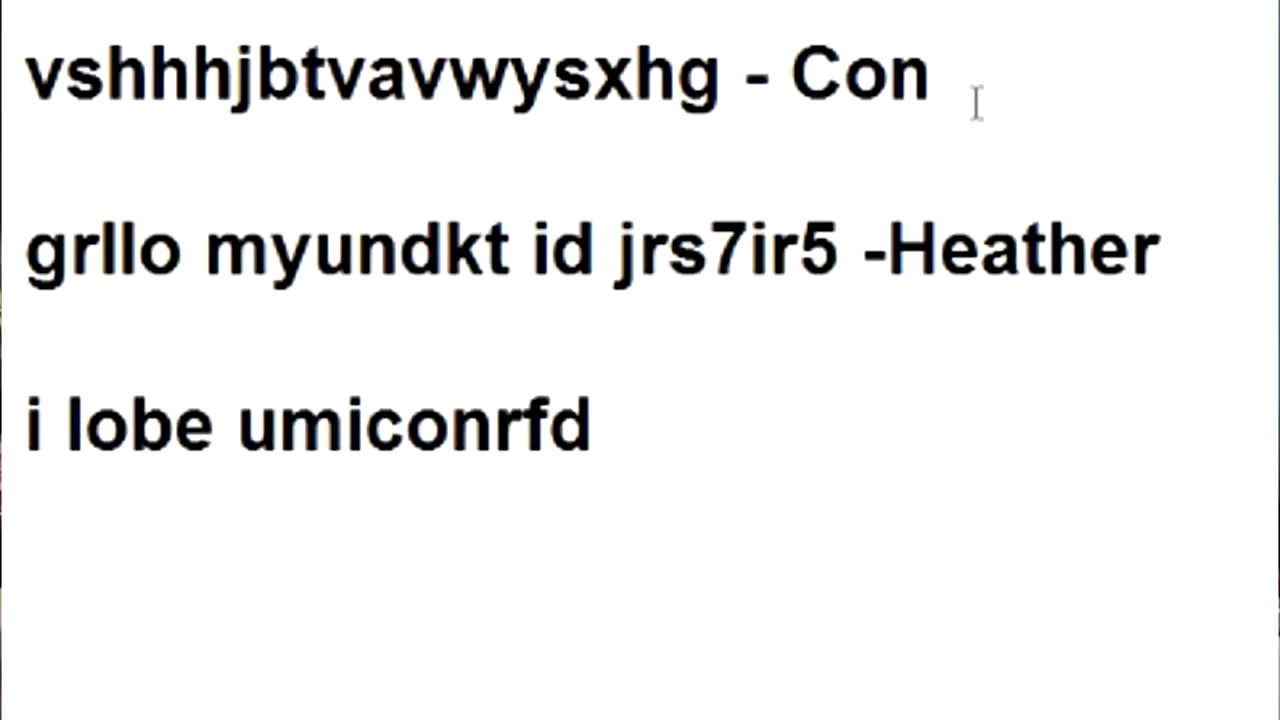 vshhhjbtvavwysxhg - Con
grllo myundkt id jrs7ir5 -Heather
i lobe umiconrfd